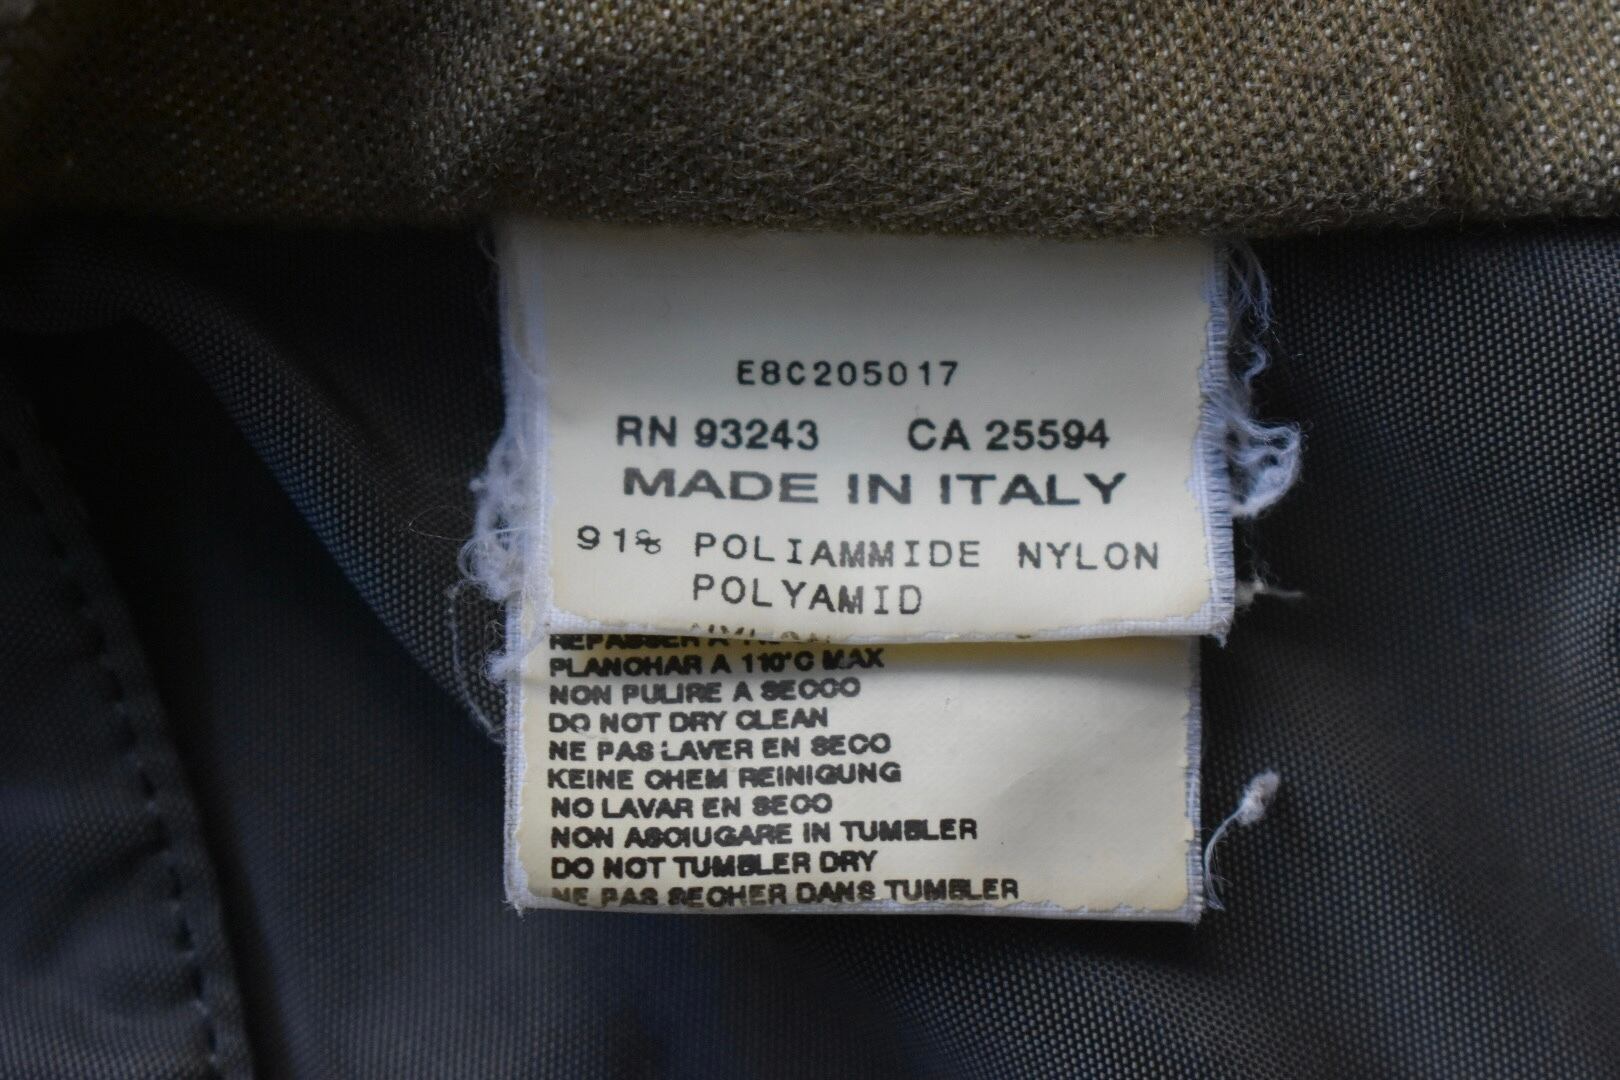 E8C205017
RN 93243 CA 25594
MADE IN ITALY
91% POLIAMMIDE NYLON
POLYAMID
REPASSER A
PLANCHAR A 110°C MAX
NON PULIRE A SECCO
DO NOT DRY CLEAN
NE PAS LAVER EN SECO
KEINE CHEM REINIGUNG
NO LAVAR EN SECO
NON ASCIUGARE IN TUMBLER
DO NOT TUMBLER DRY
NE PAS SECHER DANS TUMBLER